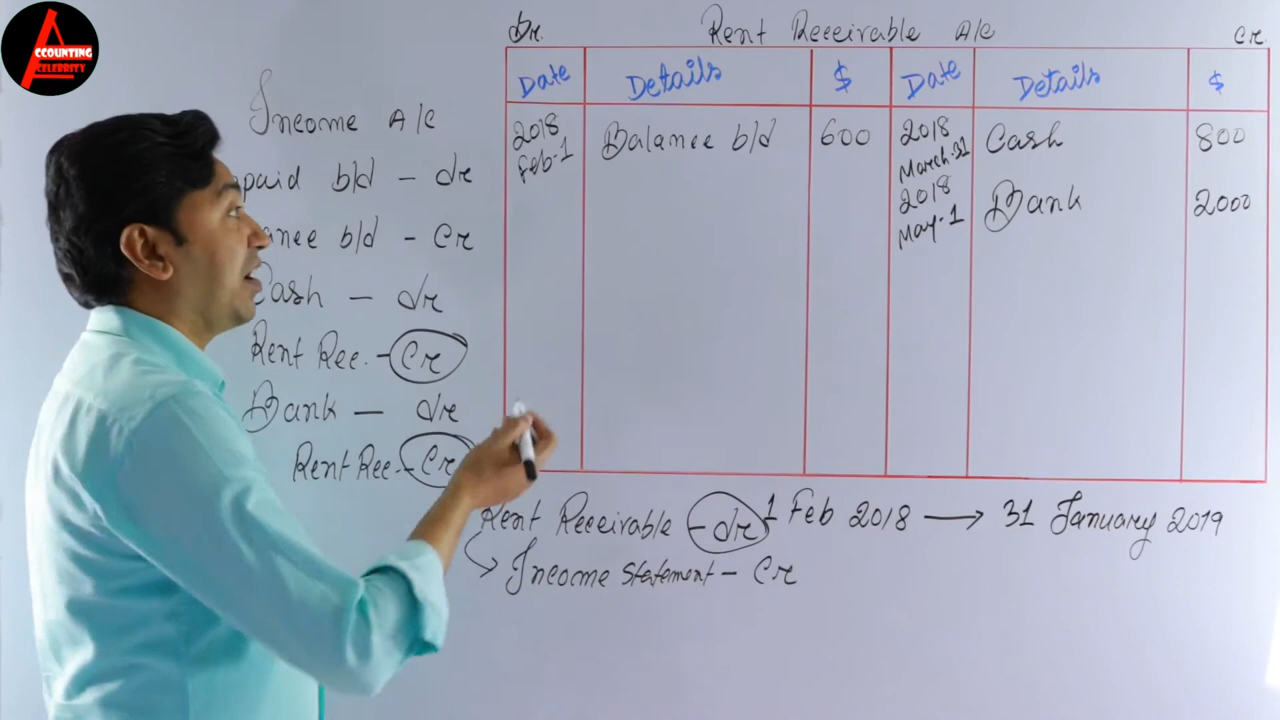 ACCOUNTING
CELEBRITY
Income A/c
paid b/d - dr
b/d - Cr
Cash - dr
Rent Rec. - Cr
Bank - dr
Rent Rec. - Cr
Dr. Rent Receivable A/c Cr.
Date Details $ Date Details $
2018 Feb-1 Balance b/d 600 2018 March-31 Cash 800
2018 May-1 Bank 2000
Rent Receivable - dr 1 Feb 2018 → 31 January 2019
Income Statement - Cr